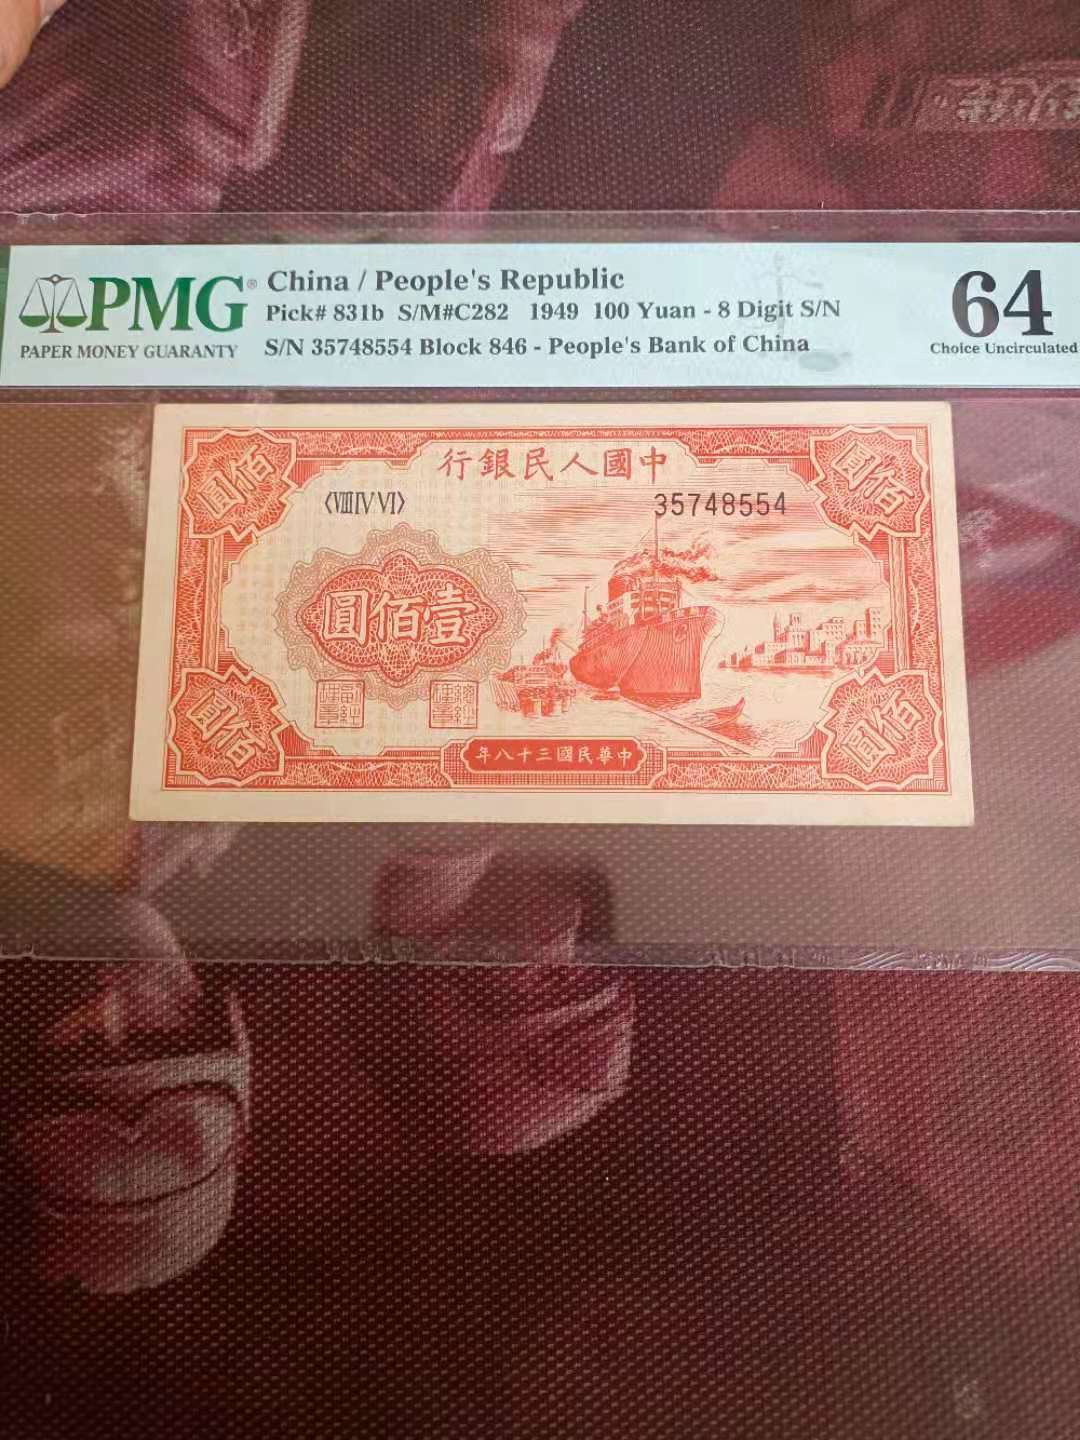 PMG®
PAPER MONEY GUARANTY
China / People's Republic
Pick# 831b S/M#C282 1949 100 Yuan - 8 Digit S/N
S/N 35748554 Block 846 - People's Bank of China
64
Choice Uncirculated
行銀民人國中
佰圓
圓佰
〈VIII IV VI〉
35748554
圓佰壹
圓佰
佰圓
年八十三國民華中